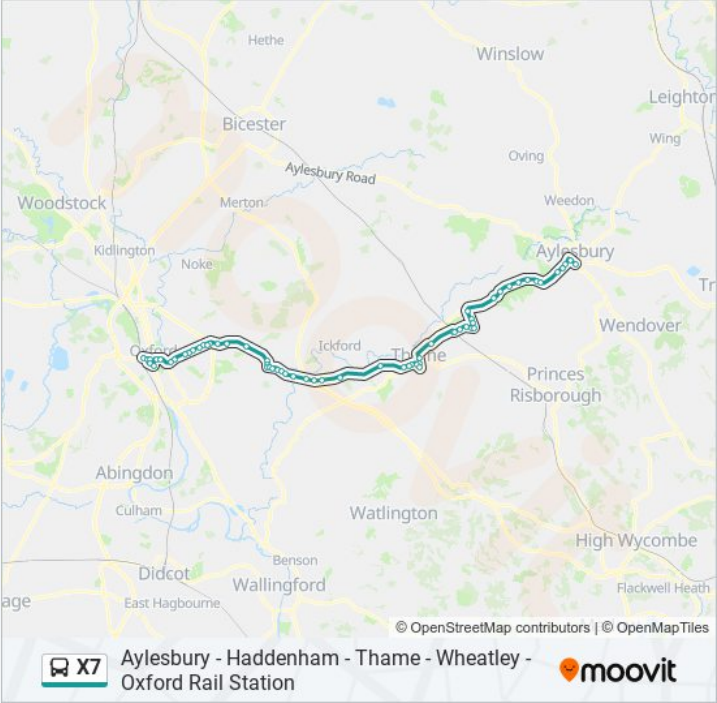 Hethe
Winslow
Leighton
Bicester
Wing
Oving
Aylesbury Road
Woodstock
Merton
Weedon
Kidlington
Aylesbury
Noke
Tr
Wendover
Ickford
Oxford
Thame
Princes
Risborough
Abingdon
Culham
Watlington
High Wycombe
Benson
Didcot
Wallingford
Flackwell Heath
age
East Hagbourne
© OpenStreetMap contributors | © OpenMapTiles
X7
Aylesbury - Haddenham - Thame - Wheatley -
Oxford Rail Station
moovit